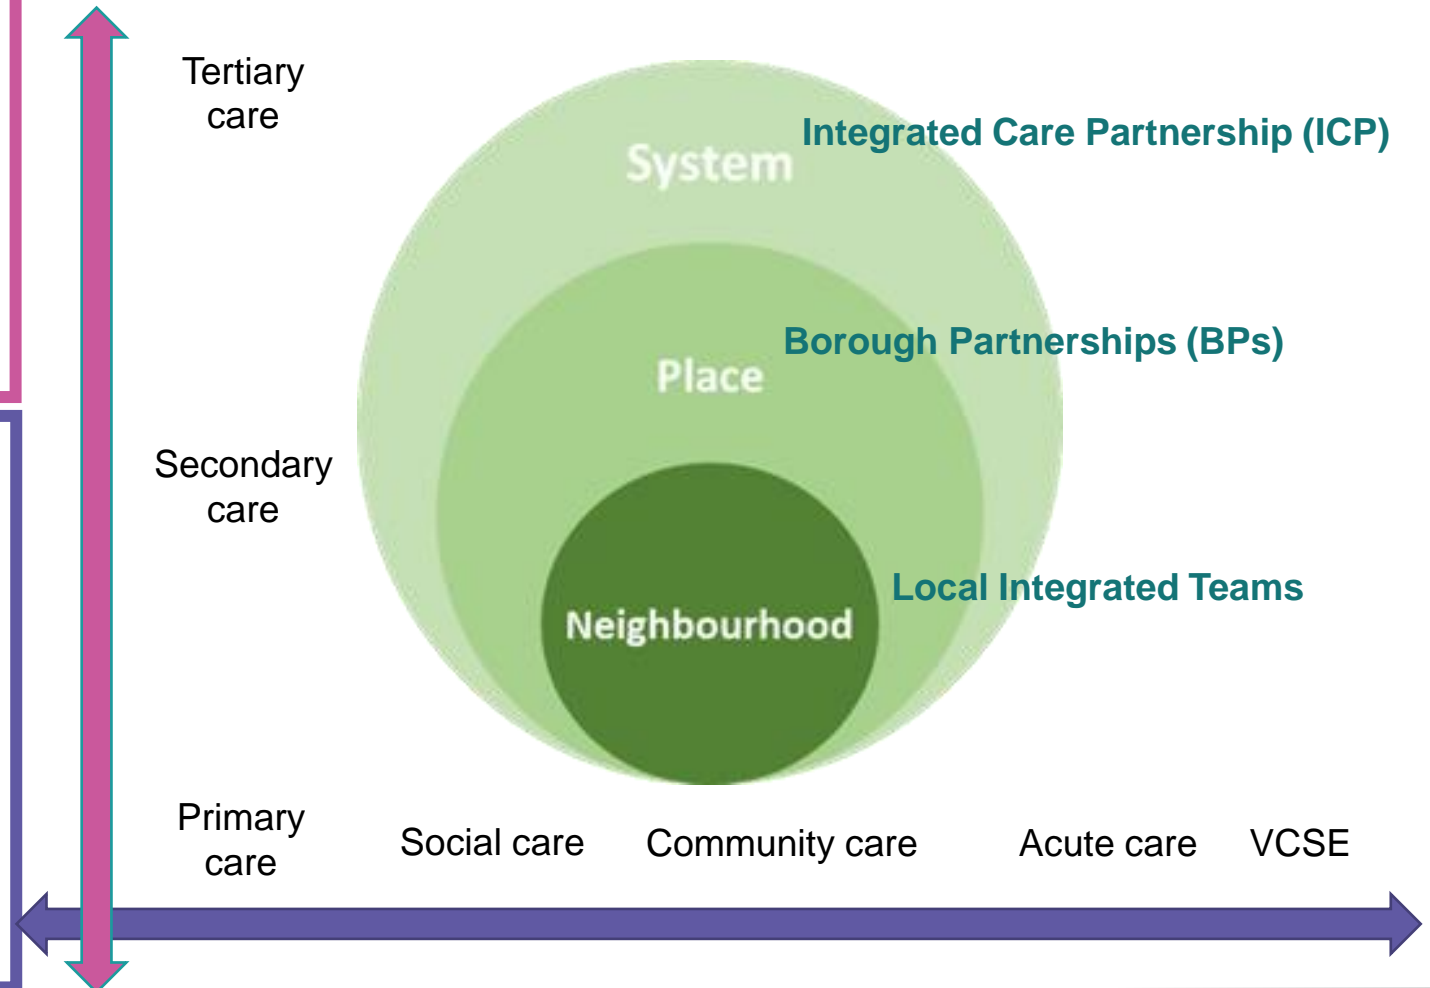 Tertiary
care
Integrated Care Partnership (ICP)
System
Borough Partnerships (BPs)
Place
Secondary
care
Local Integrated Teams
Neighbourhood
Primary
care
Social care
Community care
Acute care
VCSE